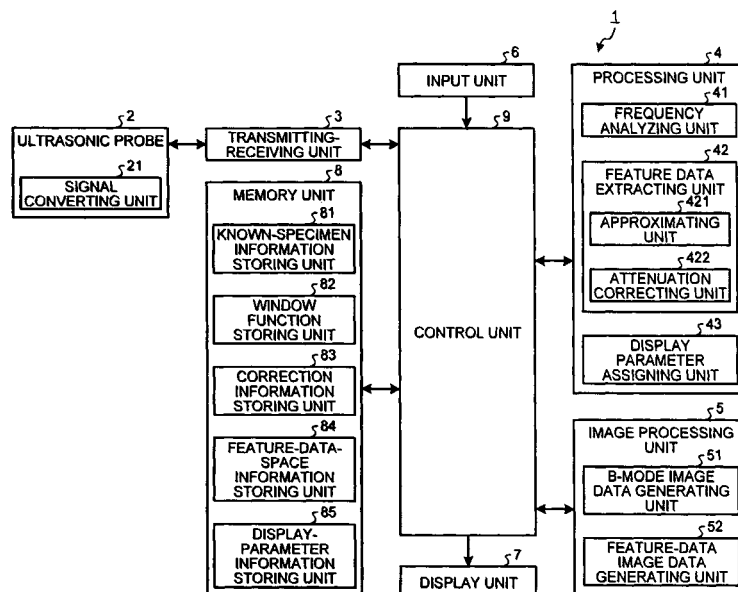 1
6
INPUT UNIT
2
ULTRASONIC PROBE
21
SIGNAL
CONVERTING UNIT
3
TRANSMITTING-
RECEIVING UNIT
9
CONTROL UNIT
8
MEMORY UNIT
81
KNOWN-SPECIMEN
INFORMATION
STORING UNIT
82
WINDOW
FUNCTION
STORING UNIT
83
CORRECTION
INFORMATION
STORING UNIT
84
FEATURE-DATA-
SPACE
INFORMATION
STORING UNIT
85
DISPLAY-
PARAMETER
INFORMATION
STORING UNIT
7
DISPLAY UNIT
4
PROCESSING UNIT
41
FREQUENCY
ANALYZING UNIT
42
FEATURE DATA
EXTRACTING UNIT
421
APPROXIMATING
UNIT
422
ATTENUATION
CORRECTING UNIT
43
DISPLAY
PARAMETER
ASSIGNING UNIT
5
IMAGE PROCESSING
UNIT
51
B-MODE IMAGE
DATA GENERATING
UNIT
52
FEATURE-DATA
IMAGE DATA
GENERATING UNIT